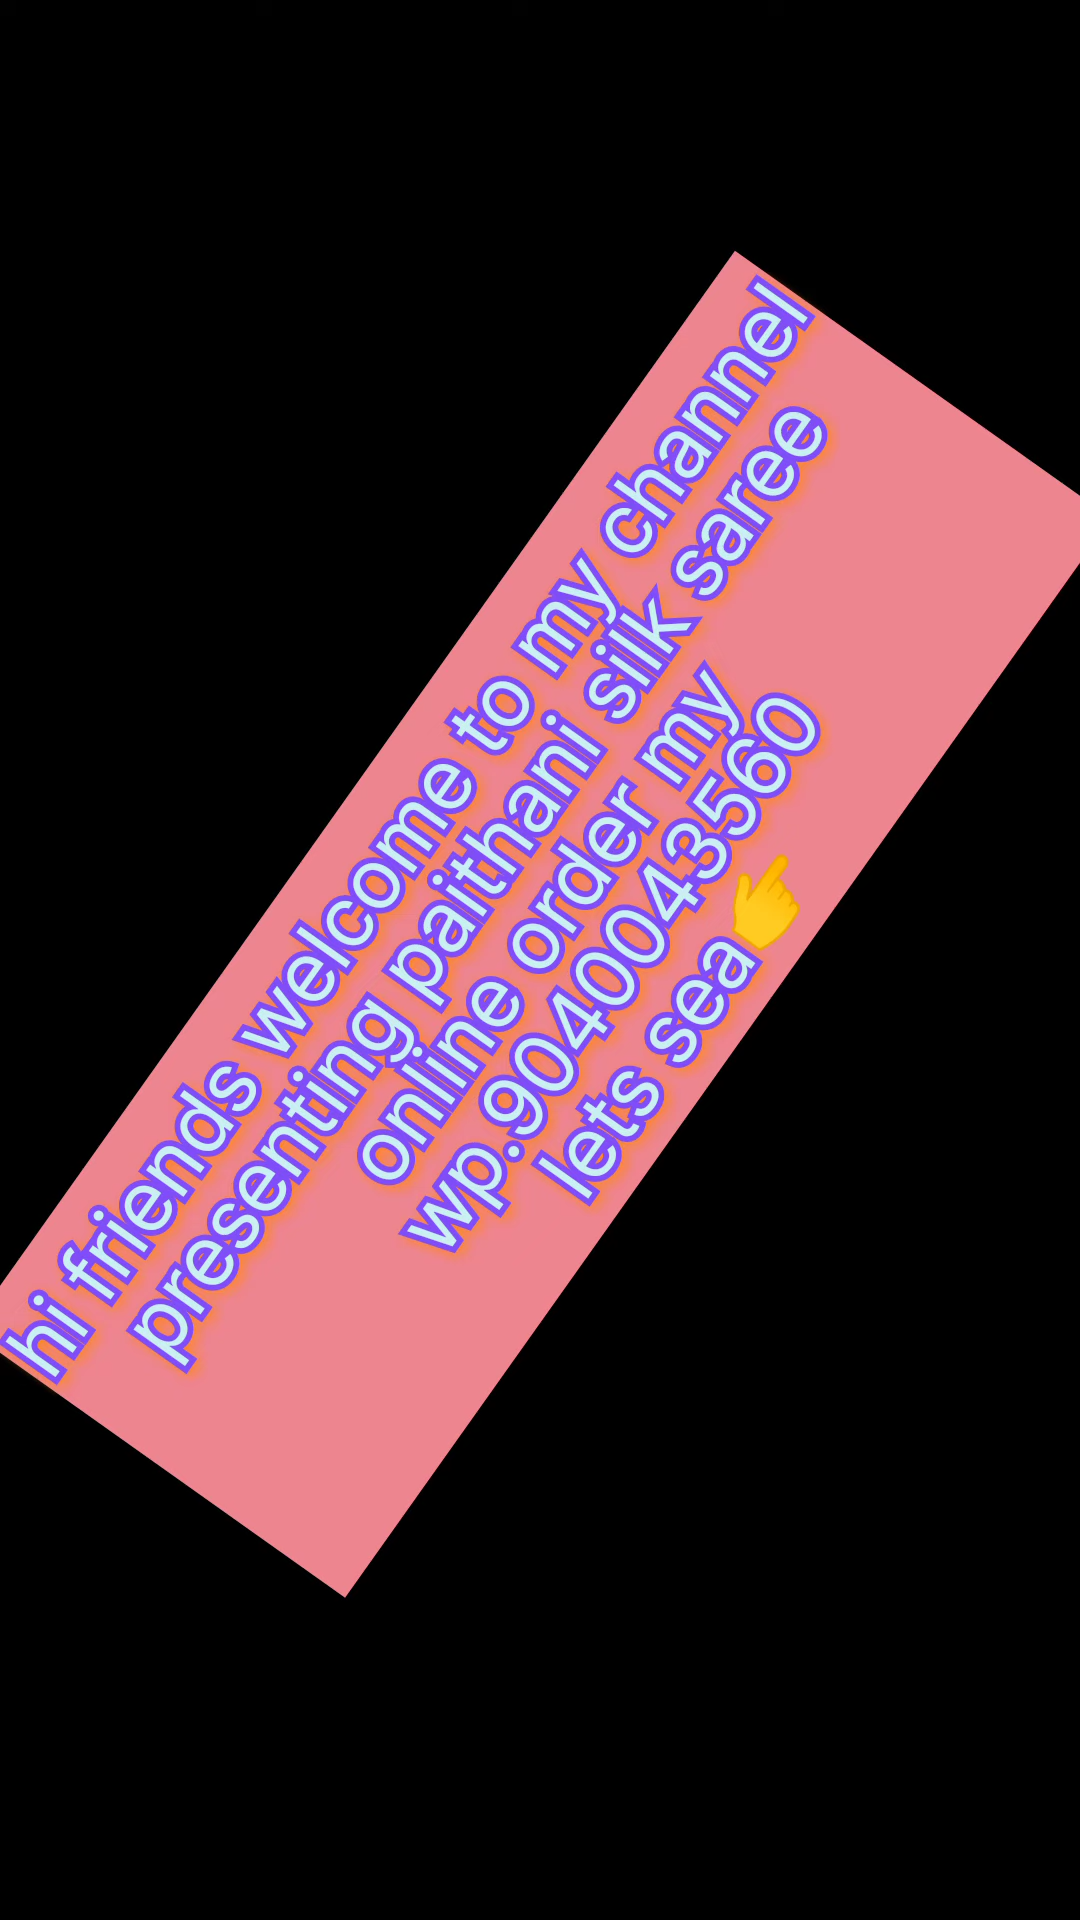 hi friends welcome to my channel
presenting paithani silk saree
online order my
wp.9040043560
lets sea👆